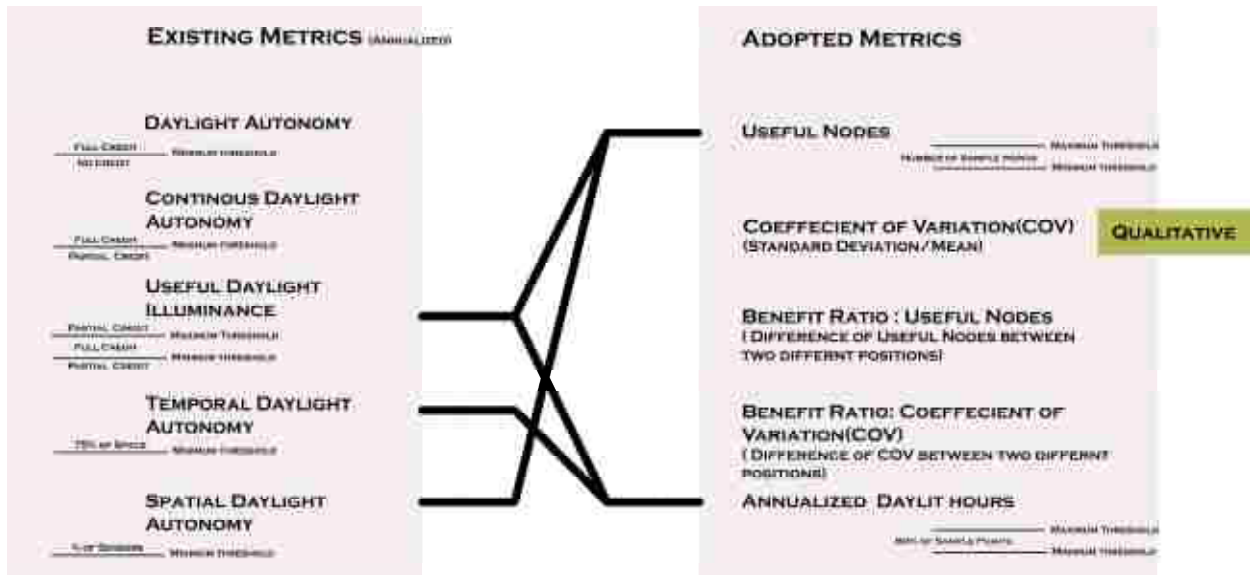 EXISTING METRICS (ANNUALIZED)
DAYLIGHT AUTONOMY
FULL CREDIT
NO CREDIT
MINIMUM THRESHOLD
CONTINOUS DAYLIGHT
AUTONOMY
FULL CREDIT
PARTIAL CREDIT
MINIMUM THRESHOLD
USEFUL DAYLIGHT
ILLUMINANCE
PARTIAL CREDIT
MAXIMUM THRESHOLD
FULL CREDIT
MINIMUM THRESHOLD
PARTIAL CREDIT
TEMPORAL DAYLIGHT
AUTONOMY
75% OF SPACE
MINIMUM THRESHOLD
SPATIAL DAYLIGHT
AUTONOMY
% OF SENSORS
MINIMUM THRESHOLD
ADOPTED METRICS
USEFUL NODES
MAXIMUM THRESHOLD
NUMBER OF SAMPLE POINTS
MINIMUM THRESHOLD
COEFFECIENT OF VARIATION(COV)
(STANDARD DEVIATION/MEAN)
QUALITATIVE
BENEFIT RATIO : USEFUL NODES
( DIFFERENCE OF USEFUL NODES BETWEEN
TWO DIFFERNT POSITIONS)
BENEFIT RATIO: COEFFECIENT OF
VARIATION(COV)
( DIFFERENCE OF COV BETWEEN TWO DIFFERNT
POSITIONS)
ANNUALIZED DAYLIT HOURS
MAXIMUM THRESHOLD
OF SAMPLE POINTS
MINIMUM THRESHOLD